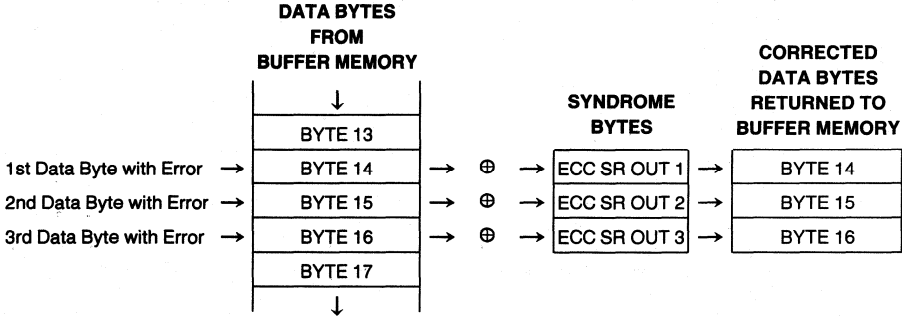 DATA BYTES
FROM
BUFFER MEMORY
SYNDROME
BYTES
CORRECTED
DATA BYTES
RETURNED TO
BUFFER MEMORY
BYTE 13
1st Data Byte with Error → BYTE 14 → ⊕ → ECC SR OUT 1 → BYTE 14
2nd Data Byte with Error → BYTE 15 → ⊕ → ECC SR OUT 2 → BYTE 15
3rd Data Byte with Error → BYTE 16 → ⊕ → ECC SR OUT 3 → BYTE 16
BYTE 17